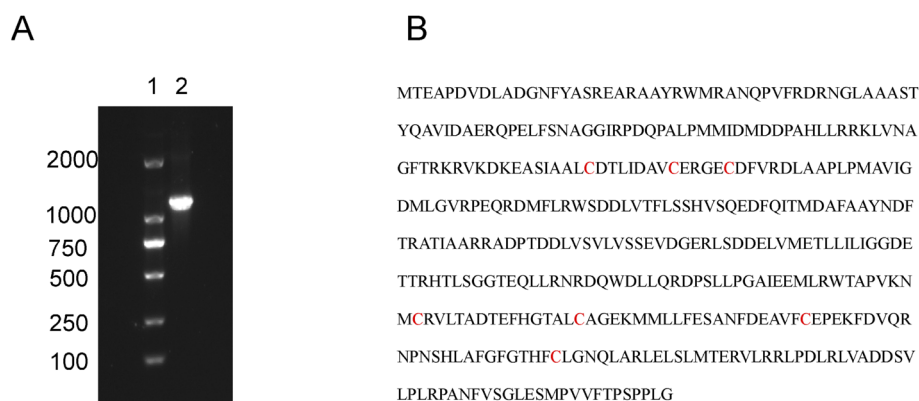 A
B
1 2
2000
1000
750
500
250
100
MTEAPDVDLADGNFYASREARAAYRWMRANQPVFRDRNGLAAAST
YQAVIDAERQPELFSNAGGIRPDQPALPMMIDMDDPAHLLRRKLVNA
GFTRKRVKDKEASIAALCDTLIDAVCERGECDFVRDLAAPLPMAVIG
DMLGVRPEQRDMFLRWSDDLVTFLSSHVSQEDFQITMDAFAAYNDF
TRATIAARRADPTDDLVSVLVSSEVDGERLSDDELVMETLLILIGGDE
TTRHTLSGGTEQLLRNRDQWDLLQRDPSLLPGAIEEMLRWTAPVKN
MCRVLTADTEFHGTALCAGEKMMLLFESANFDEAVFCEPEKFDVQR
NPNSHLAFGFGTHFCLGNQLARLELSLMTERVLRRLPDLRLVADDSV
LPLRPANFVSGLESMPVVFTPSPPLG